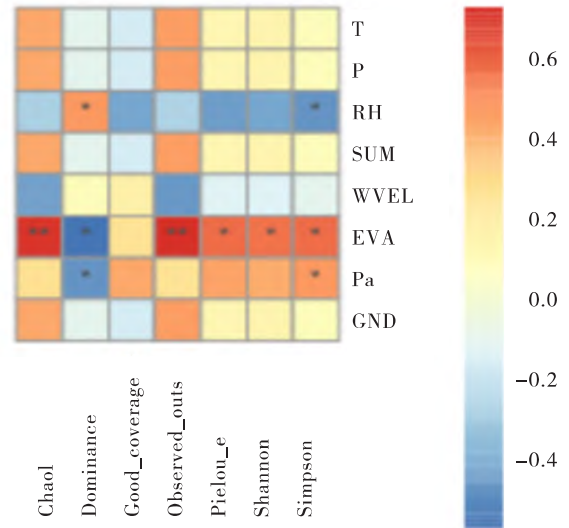 T
P
RH
SUM
WVEL
EVA
Pa
GND
0.6
0.4
0.2
0.0
−0.2
−0.4
*
*
** * ** * * *
* *
Chaol
Dominance
Good_coverage
Observed_outs
Pielou_e
Shannon
Simpson